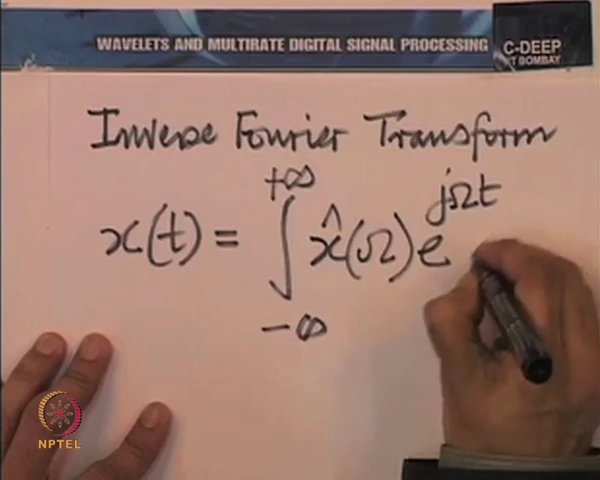 WAVELETS AND MULTIRATE DIGITAL SIGNAL PROCESSING
C-DEEP
IIT BOMBAY
Inverse Fourier Transform
+∞
x(t) = ∫ x̂(Ω) e^{jΩt}
-∞
NPTEL